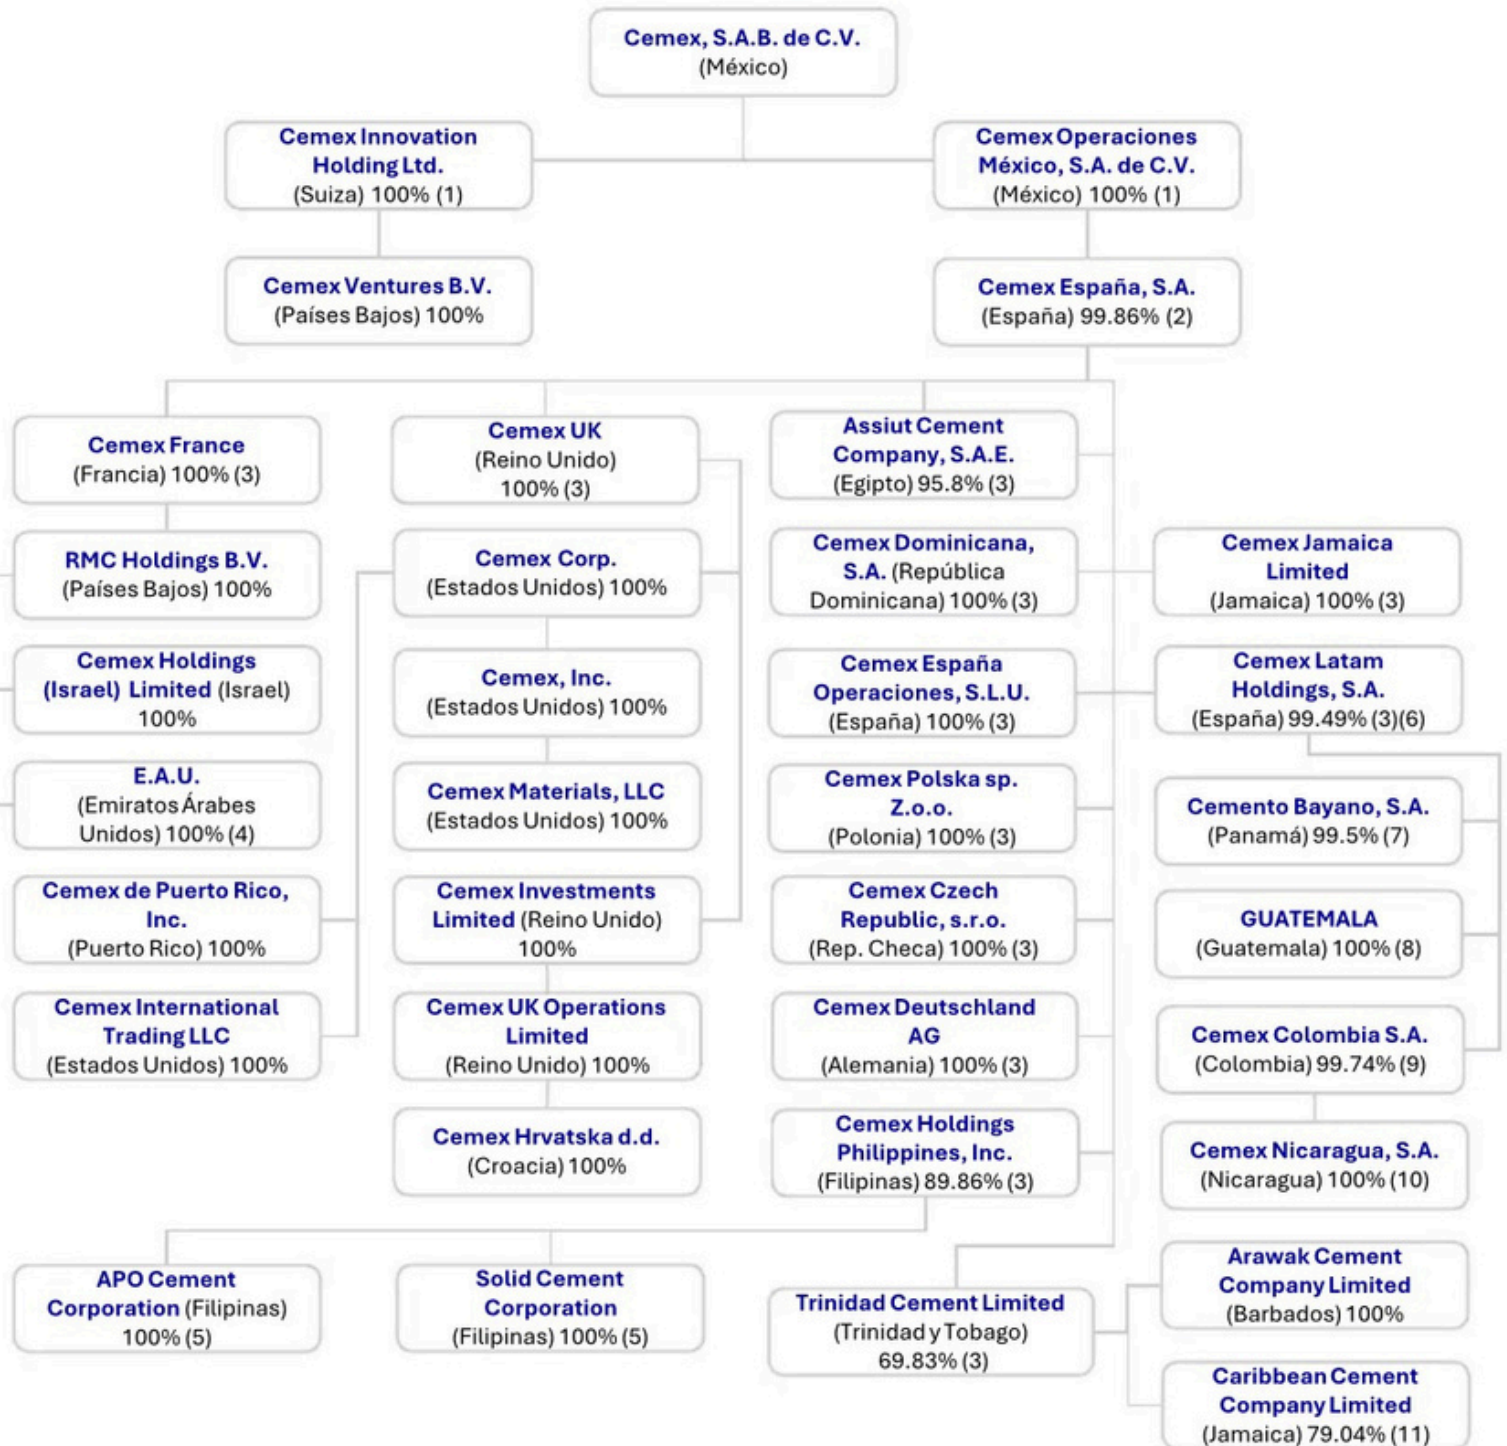 Cemex, S.A.B. de C.V.
(México)
Cemex Innovation
Holding Ltd.
(Suiza) 100% (1)
Cemex Operaciones
México, S.A. de C.V.
(México) 100% (1)
Cemex Ventures B.V.
(Países Bajos) 100%
Cemex España, S.A.
(España) 99.86% (2)
Cemex France
(Francia) 100% (3)
RMC Holdings B.V.
(Países Bajos) 100%
Cemex Holdings
(Israel) Limited (Israel)
100%
E.A.U.
(Emiratos Árabes
Unidos) 100% (4)
Cemex de Puerto Rico,
Inc.
(Puerto Rico) 100%
Cemex International
Trading LLC
(Estados Unidos) 100%
Cemex UK
(Reino Unido)
100% (3)
Cemex Corp.
(Estados Unidos) 100%
Cemex, Inc.
(Estados Unidos) 100%
Cemex Materials, LLC
(Estados Unidos) 100%
Cemex Investments
Limited (Reino Unido)
100%
Cemex UK Operations
Limited
(Reino Unido) 100%
Cemex Hrvatska d.d.
(Croacia) 100%
Assiut Cement
Company, S.A.E.
(Egipto) 95.8% (3)
Cemex Dominicana,
S.A. (República
Dominicana) 100% (3)
Cemex España
Operaciones, S.L.U.
(España) 100% (3)
Cemex Polska sp.
Z.o.o.
(Polonia) 100% (3)
Cemex Czech
Republic, s.r.o.
(Rep. Checa) 100% (3)
Cemex Deutschland
AG
(Alemania) 100% (3)
Cemex Holdings
Philippines, Inc.
(Filipinas) 89.86% (3)
Cemex Jamaica
Limited
(Jamaica) 100% (3)
Cemex Latam
Holdings, S.A.
(España) 99.49% (3)(6)
Cemento Bayano, S.A.
(Panamá) 99.5% (7)
GUATEMALA
(Guatemala) 100% (8)
Cemex Colombia S.A.
(Colombia) 99.74% (9)
Cemex Nicaragua, S.A.
(Nicaragua) 100% (10)
APO Cement
Corporation (Filipinas)
100% (5)
Solid Cement
Corporation
(Filipinas) 100% (5)
Trinidad Cement Limited
(Trinidad y Tobago)
69.83% (3)
Arawak Cement
Company Limited
(Barbados) 100%
Caribbean Cement
Company Limited
(Jamaica) 79.04% (11)